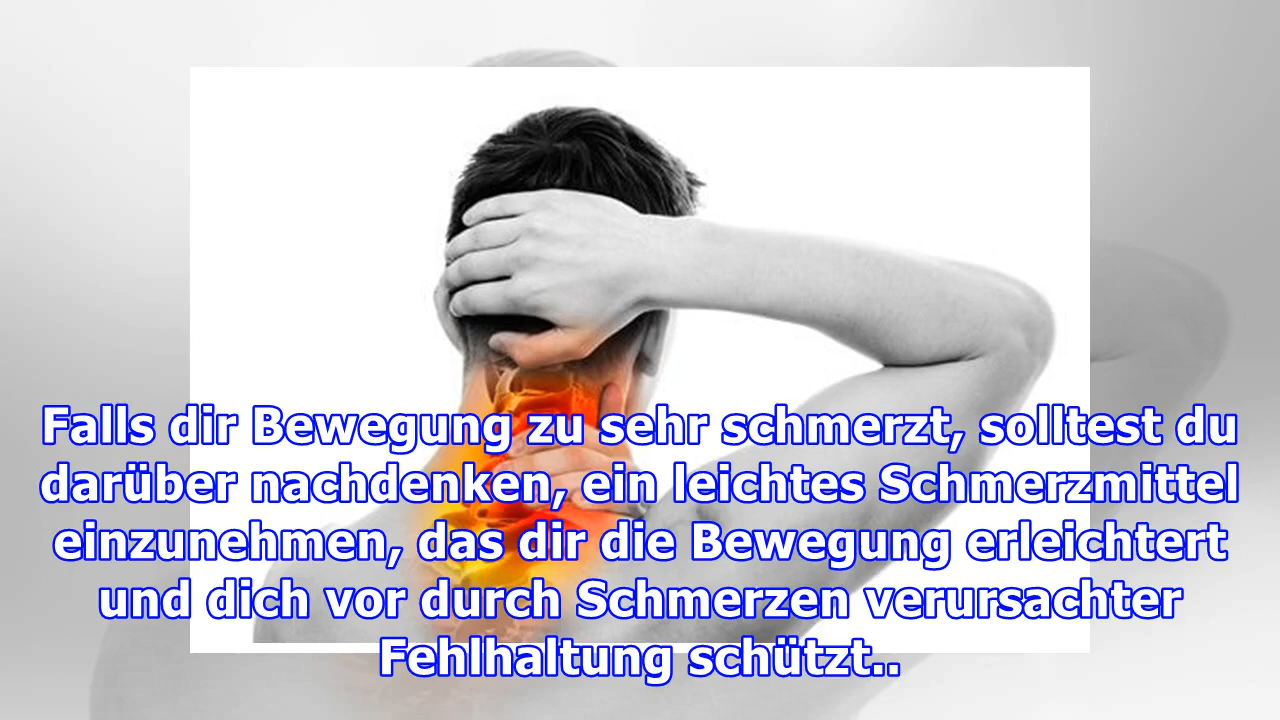 Falls dir Bewegung zu sehr schmerzt, solltest du
darüber nachdenken, ein leichtes Schmerzmittel
einzunehmen, das dir die Bewegung erleichtert
und dich vor durch Schmerzen verursachter
Fehlhaltung schützt..